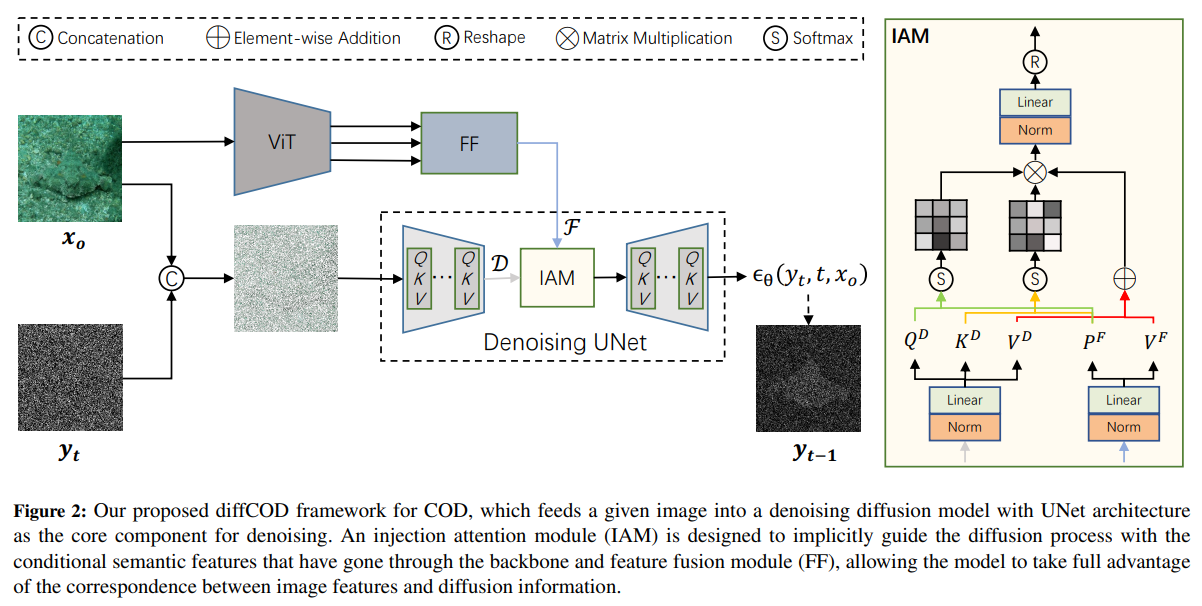 C Concatenation Element-wise Addition R Reshape Matrix Multiplication S Softmax
IAM
R
Linear
Norm
ViT
FF
x₀
C
F
D
Q
K
V
...
Q
K
V
IAM
Q
K
V
...
Q
K
V
Denoising UNet
ϵ_θ(y_t, t, x_o)
y_t
y_{t−1}
S
S
Q^D K^D V^D P^F V^F
Linear
Norm
Linear
Norm
Figure 2: Our proposed diffCOD framework for COD, which feeds a given image into a denoising diffusion model with UNet architecture
as the core component for denoising. An injection attention module (IAM) is designed to implicitly guide the diffusion process with the
conditional semantic features that have gone through the backbone and feature fusion module (FF), allowing the model to take full advantage
of the correspondence between image features and diffusion information.